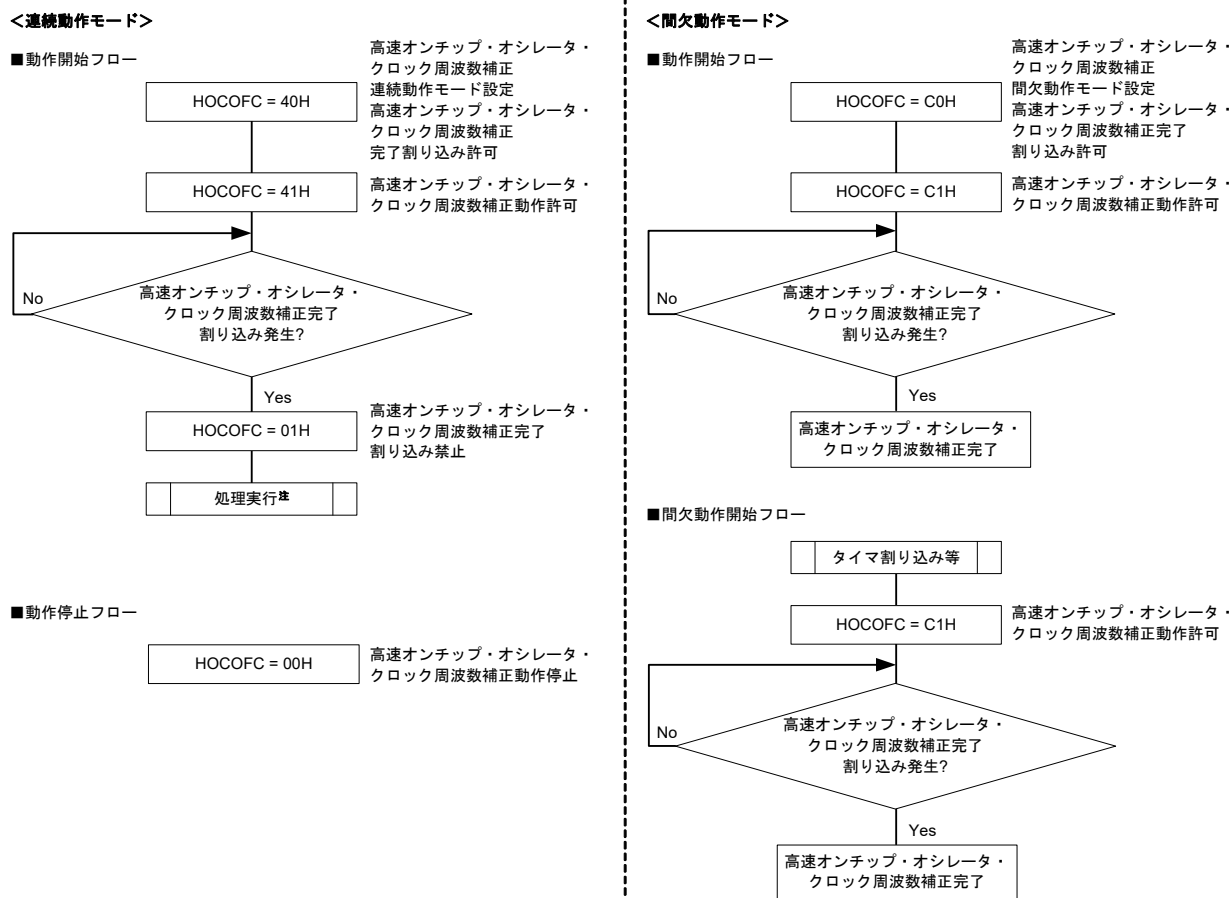 ＜連続動作モード＞
■動作開始フロー
HOCOFC = 40H
高速オンチップ・オシレータ・
クロック周波数補正
連続動作モード設定
高速オンチップ・オシレータ・
クロック周波数補正
完了割り込み許可
HOCOFC = 41H
高速オンチップ・オシレータ・
クロック周波数補正動作許可
No
高速オンチップ・オシレータ・
クロック周波数補正完了
割り込み発生?
Yes
HOCOFC = 01H
高速オンチップ・オシレータ・
クロック周波数補正完了
割り込み禁止
処理実行注
■動作停止フロー
HOCOFC = 00H
高速オンチップ・オシレータ・
クロック周波数補正動作停止
＜間欠動作モード＞
■動作開始フロー
HOCOFC = C0H
高速オンチップ・オシレータ・
クロック周波数補正
間欠動作モード設定
高速オンチップ・オシレータ・
クロック周波数補正完了
割り込み許可
HOCOFC = C1H
高速オンチップ・オシレータ・
クロック周波数補正動作許可
No
高速オンチップ・オシレータ・
クロック周波数補正完了
割り込み発生?
Yes
高速オンチップ・オシレータ・
クロック周波数補正完了
■間欠動作開始フロー
タイマ割り込み等
HOCOFC = C1H
高速オンチップ・オシレータ・
クロック周波数補正動作許可
No
高速オンチップ・オシレータ・
クロック周波数補正完了
割り込み発生?
Yes
高速オンチップ・オシレータ・
クロック周波数補正完了